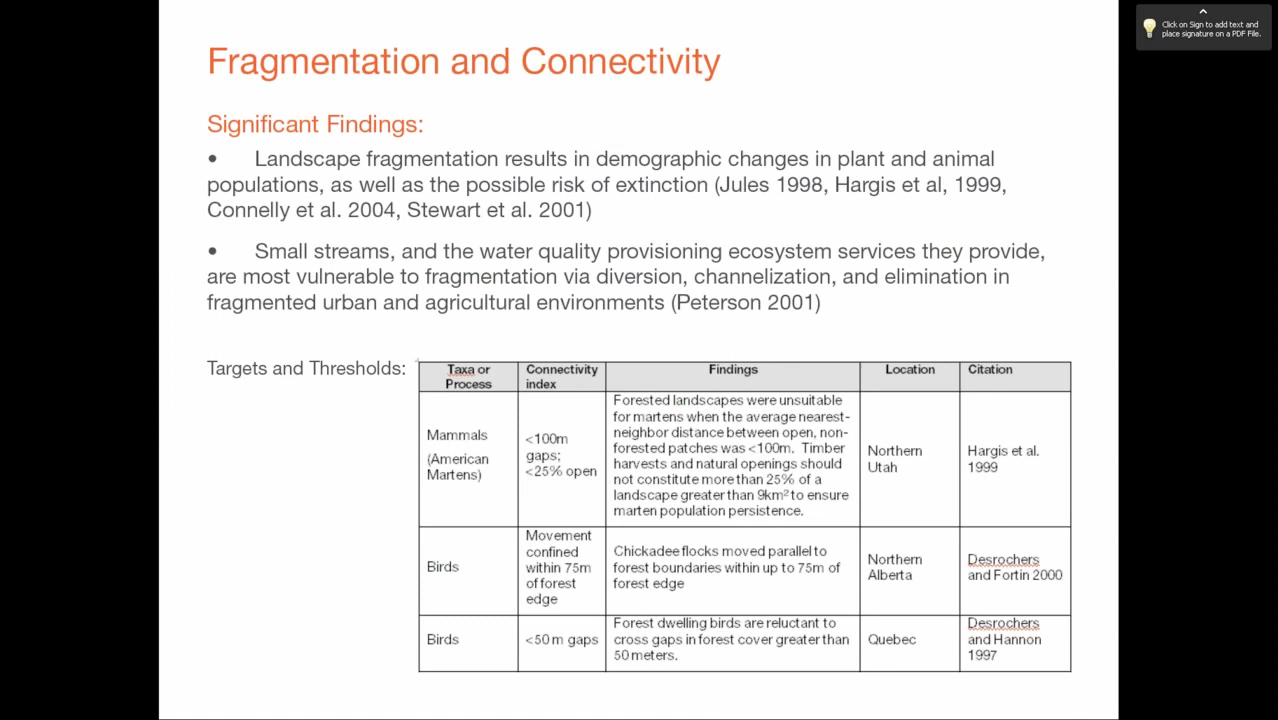 Click on Sign to add text and
place signature on a PDF File.
Fragmentation and Connectivity
Significant Findings:
• Landscape fragmentation results in demographic changes in plant and animal
populations, as well as the possible risk of extinction (Jules 1998, Hargis et al, 1999,
Connelly et al. 2004, Stewart et al. 2001)
• Small streams, and the water quality provisioning ecosystem services they provide,
are most vulnerable to fragmentation via diversion, channelization, and elimination in
fragmented urban and agricultural environments (Peterson 2001)
Targets and Thresholds:
Taxa or
Process
Connectivity
index
Findings
Location
Citation
Mammals
(American
Martens)
<100m
gaps;
<25% open
Forested landscapes were unsuitable
for martens when the average nearest-
neighbor distance between open, non-
forested patches was <100m. Timber
harvests and natural openings should
not constitute more than 25% of a
landscape greater than 9km² to ensure
marten population persistence.
Northern
Utah
Hargis et al.
1999
Birds
Movement
confined
within 75m
of forest
edge
Chickadee flocks moved parallel to
forest boundaries within up to 75m of
forest edge
Northern
Alberta
Desrochers
and Fortin 2000
Birds
<50 m gaps
Forest dwelling birds are reluctant to
cross gaps in forest cover greater than
50 meters.
Quebec
Desrochers
and Hannon
1997